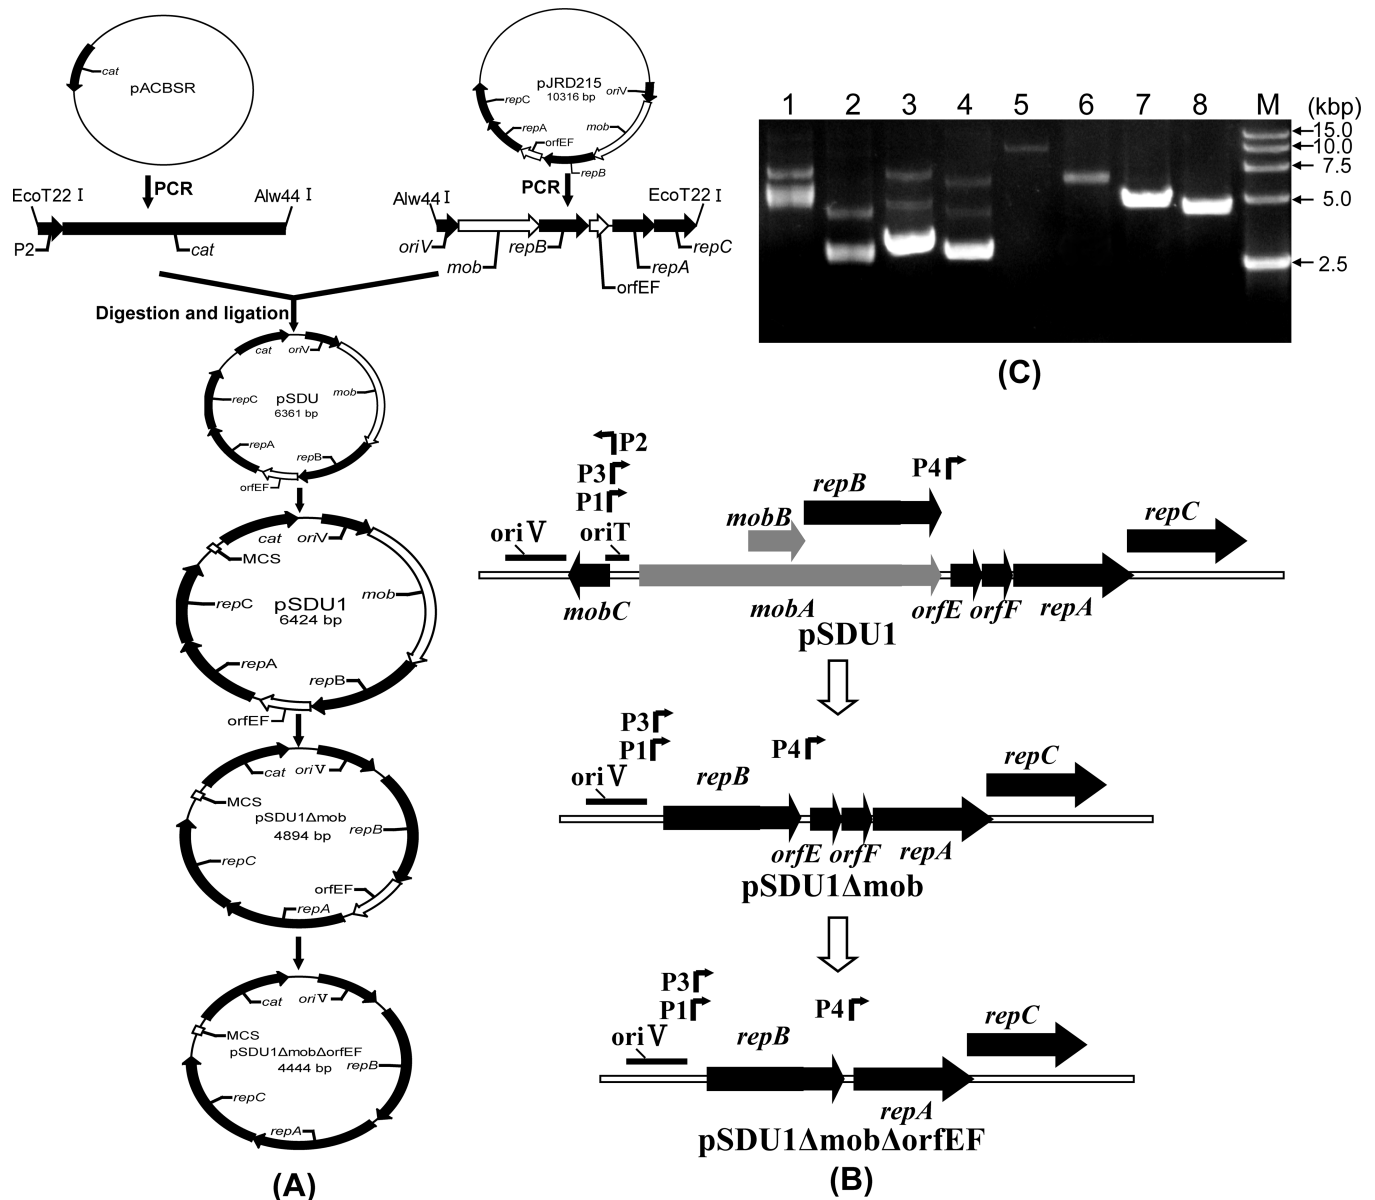 cat
pACBSR
pJRD215
10316 bp
oriV
repC
mob
repA
orfEF
repB
PCR
PCR
EcoT22 I
Alw44 I
P2
cat
Alw44 I
EcoT22 I
oriV
repB
repC
mob
repA
orfEF
Digestion and ligation
cat
oriV
mob
repC
pSDU
6361 bp
repA
repB
orfEF
cat
oriV
MCS
mob
repC
pSDU1
6424 bp
repA
repB
orfEF
cat
oriV
MCS
pSDU1Δmob
4894 bp
repB
repC
orfEF
repA
cat
oriV
MCS
pSDU1ΔmobΔorfEF
4444 bp
repB
repC
repA
(A)
1 2 3 4 5 6 7 8 M (kbp)
15.0
10.0
7.5
5.0
2.5
(C)
P2
P3
P1
P4
repB
mobB
repC
oriV
oriT
mobC
mobA
orfE
orfF
repA
pSDU1
P3
P1
P4
repB
repC
oriV
orfE
orfF
repA
pSDU1Δmob
P3
P1
P4
repB
repC
oriV
repA
pSDU1ΔmobΔorfEF
(B)